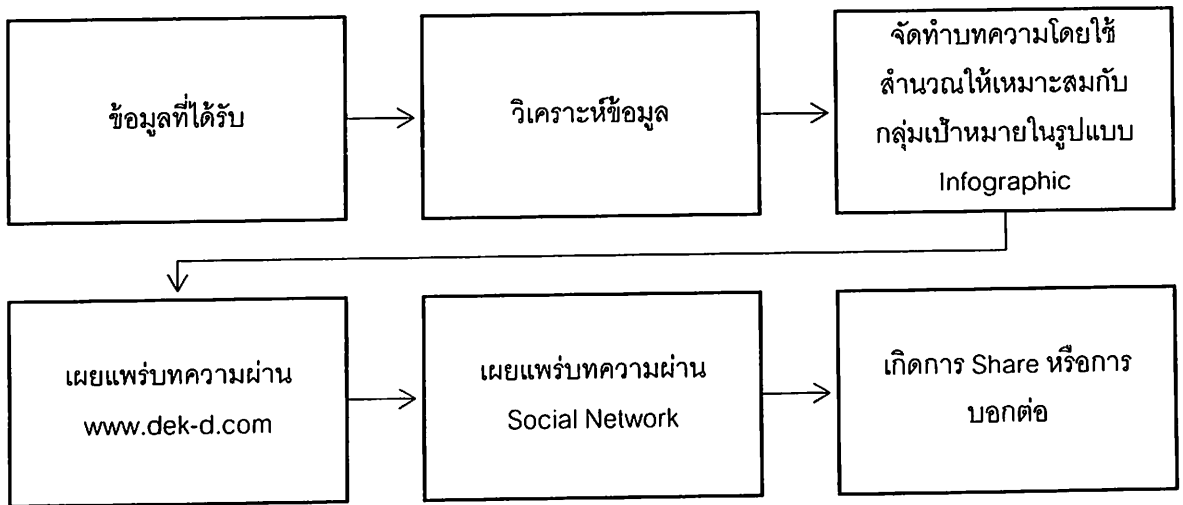 ข้อมูลที่ได้รับ
วิเคราะห์ข้อมูล
จัดทำบทความโดยใช้
สำนวณให้เหมาะสมกับ
กลุ่มเป้าหมายในรูปแบบ
Infographic
เผยแพร่บทความผ่าน
www.dek-d.com
เผยแพร่บทความผ่าน
Social Network
เกิดการ Share หรือการ
บอกต่อ